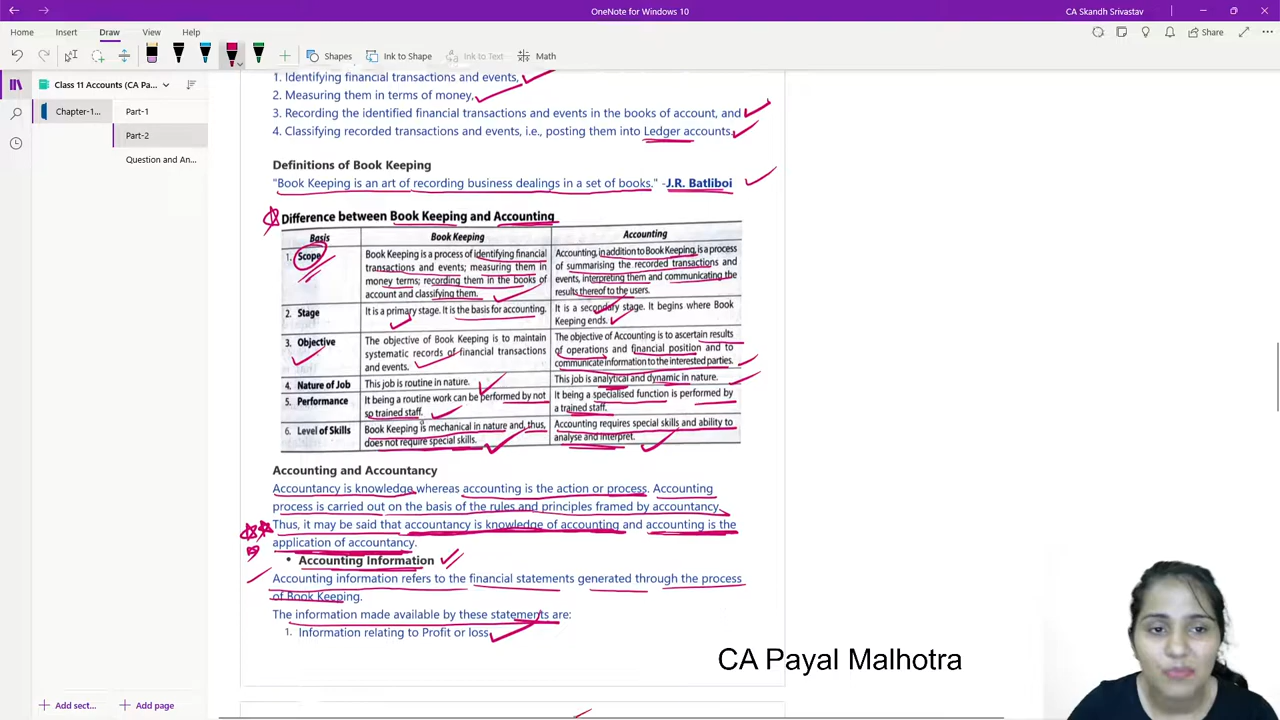 OneNote for Windows 10
CA Skandh Srivastav
Home Insert Draw View Help
Share
Shapes Ink to Shape Ink to Text Math
Class 11 Accounts (CA Pa...
Chapter-1...
Part-1
Part-2
Question and An...
1. Identifying financial transactions and events,
2. Measuring them in terms of money,
3. Recording the identified financial transactions and events in the books of account, and
4. Classifying recorded transactions and events, i.e., posting them into Ledger accounts.
Definitions of Book Keeping
"Book Keeping is an art of recording business dealings in a set of books." -J.R. Batliboi
Difference between Book Keeping and Accounting
Basis Book Keeping Accounting
1. Scope
Book Keeping is a process of identifying financial
transactions and events; measuring them in
money terms; recording them in the books of
account and classifying them.
Accounting, in addition to Book Keeping, is a process
of summarising the recorded transactions and
events, interpreting them and communicating the
results thereof to the users.
2. Stage
It is a primary stage. It is the basis for accounting.
It is a secondary stage. It begins where Book
Keeping ends.
3. Objective
The objective of Book Keeping is to maintain
systematic records of financial transactions
and events.
The objective of Accounting is to ascertain results
of operations and financial position and to
communicate information to the interested parties.
4. Nature of Job
This job is routine in nature.
This job is analytical and dynamic in nature.
5. Performance
It being a routine work can be performed by not
so trained staff.
It being a specialised function is performed by
a trained staff.
6. Level of Skills
Book Keeping is mechanical in nature and, thus,
does not require special skills.
Accounting requires special skills and ability to
analyse and interpret.
Accounting and Accountancy
Accountancy is knowledge whereas accounting is the action or process. Accounting
process is carried out on the basis of the rules and principles framed by accountancy.
Thus, it may be said that accountancy is knowledge of accounting and accounting is the
application of accountancy.
• Accounting Information
Accounting information refers to the financial statements generated through the process
of Book Keeping.
The information made available by these statements are:
1. Information relating to Profit or loss
CA Payal Malhotra
Add sect... Add page